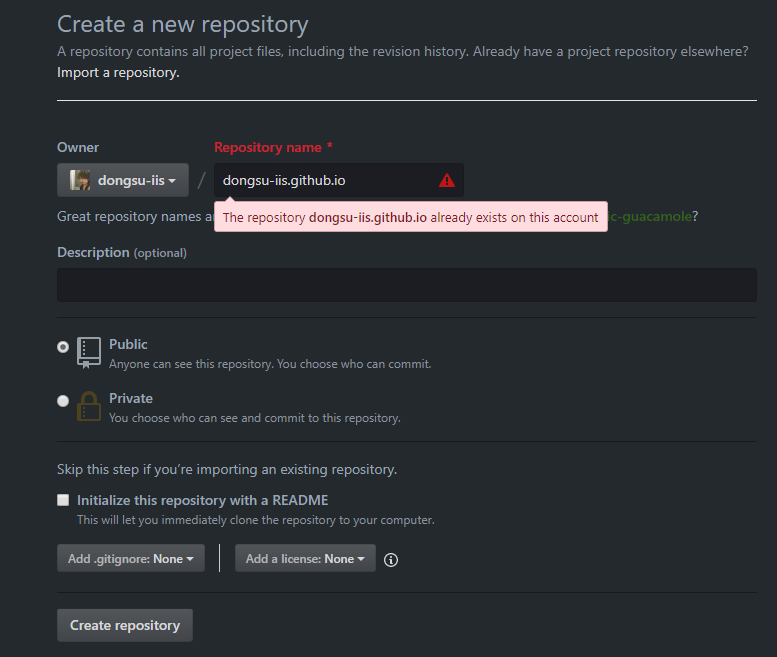 Create a new repository
A repository contains all project files, including the revision history. Already have a project repository elsewhere?
Import a repository.
Owner
Repository name *
dongsu-iis
/
dongsu-iis.github.io
The repository dongsu-iis.github.io already exists on this account
Great repository names c-guacamole?
Description (optional)
Public
Anyone can see this repository. You choose who can commit.
Private
You choose who can see and commit to this repository.
Skip this step if you’re importing an existing repository.
Initialize this repository with a README
This will let you immediately clone the repository to your computer.
Add .gitignore: None
Add a license: None
Create repository